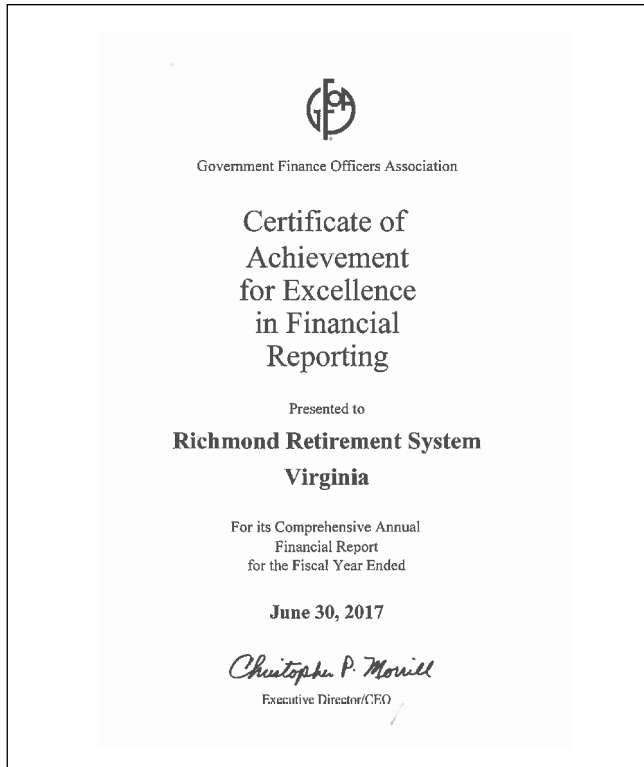 GFOA
Government Finance Officers Association
Certificate of
Achievement
for Excellence
in Financial
Reporting
Presented to
Richmond Retirement System
Virginia
For its Comprehensive Annual
Financial Report
for the Fiscal Year Ended
June 30, 2017
Christopher P. Morrill
Executive Director/CEO